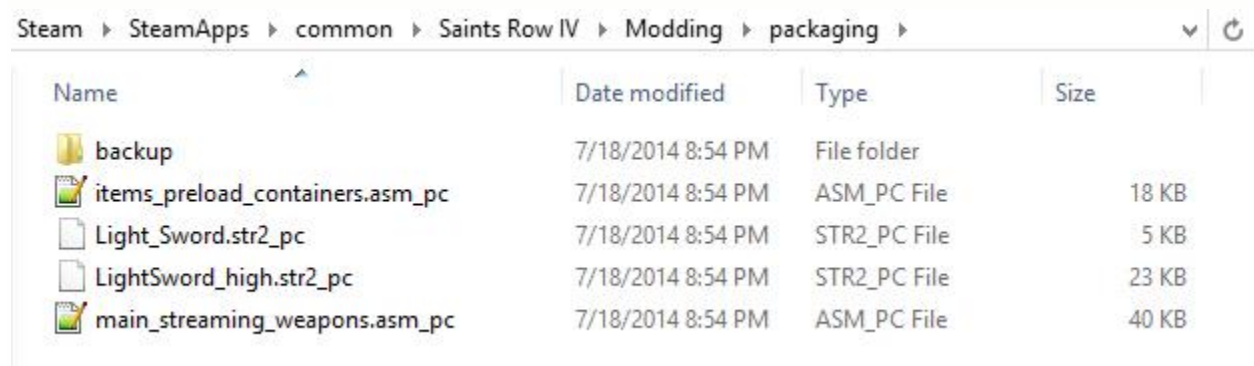 Steam ▸ SteamApps ▸ common ▸ Saints Row IV ▸ Modding ▸ packaging ▸
Name Date modified Type Size
backup 7/18/2014 8:54 PM File folder
items_preload_containers.asm_pc 7/18/2014 8:54 PM ASM_PC File 18 KB
Light_Sword.str2_pc 7/18/2014 8:54 PM STR2_PC File 5 KB
LightSword_high.str2_pc 7/18/2014 8:54 PM STR2_PC File 23 KB
main_streaming_weapons.asm_pc 7/18/2014 8:54 PM ASM_PC File 40 KB